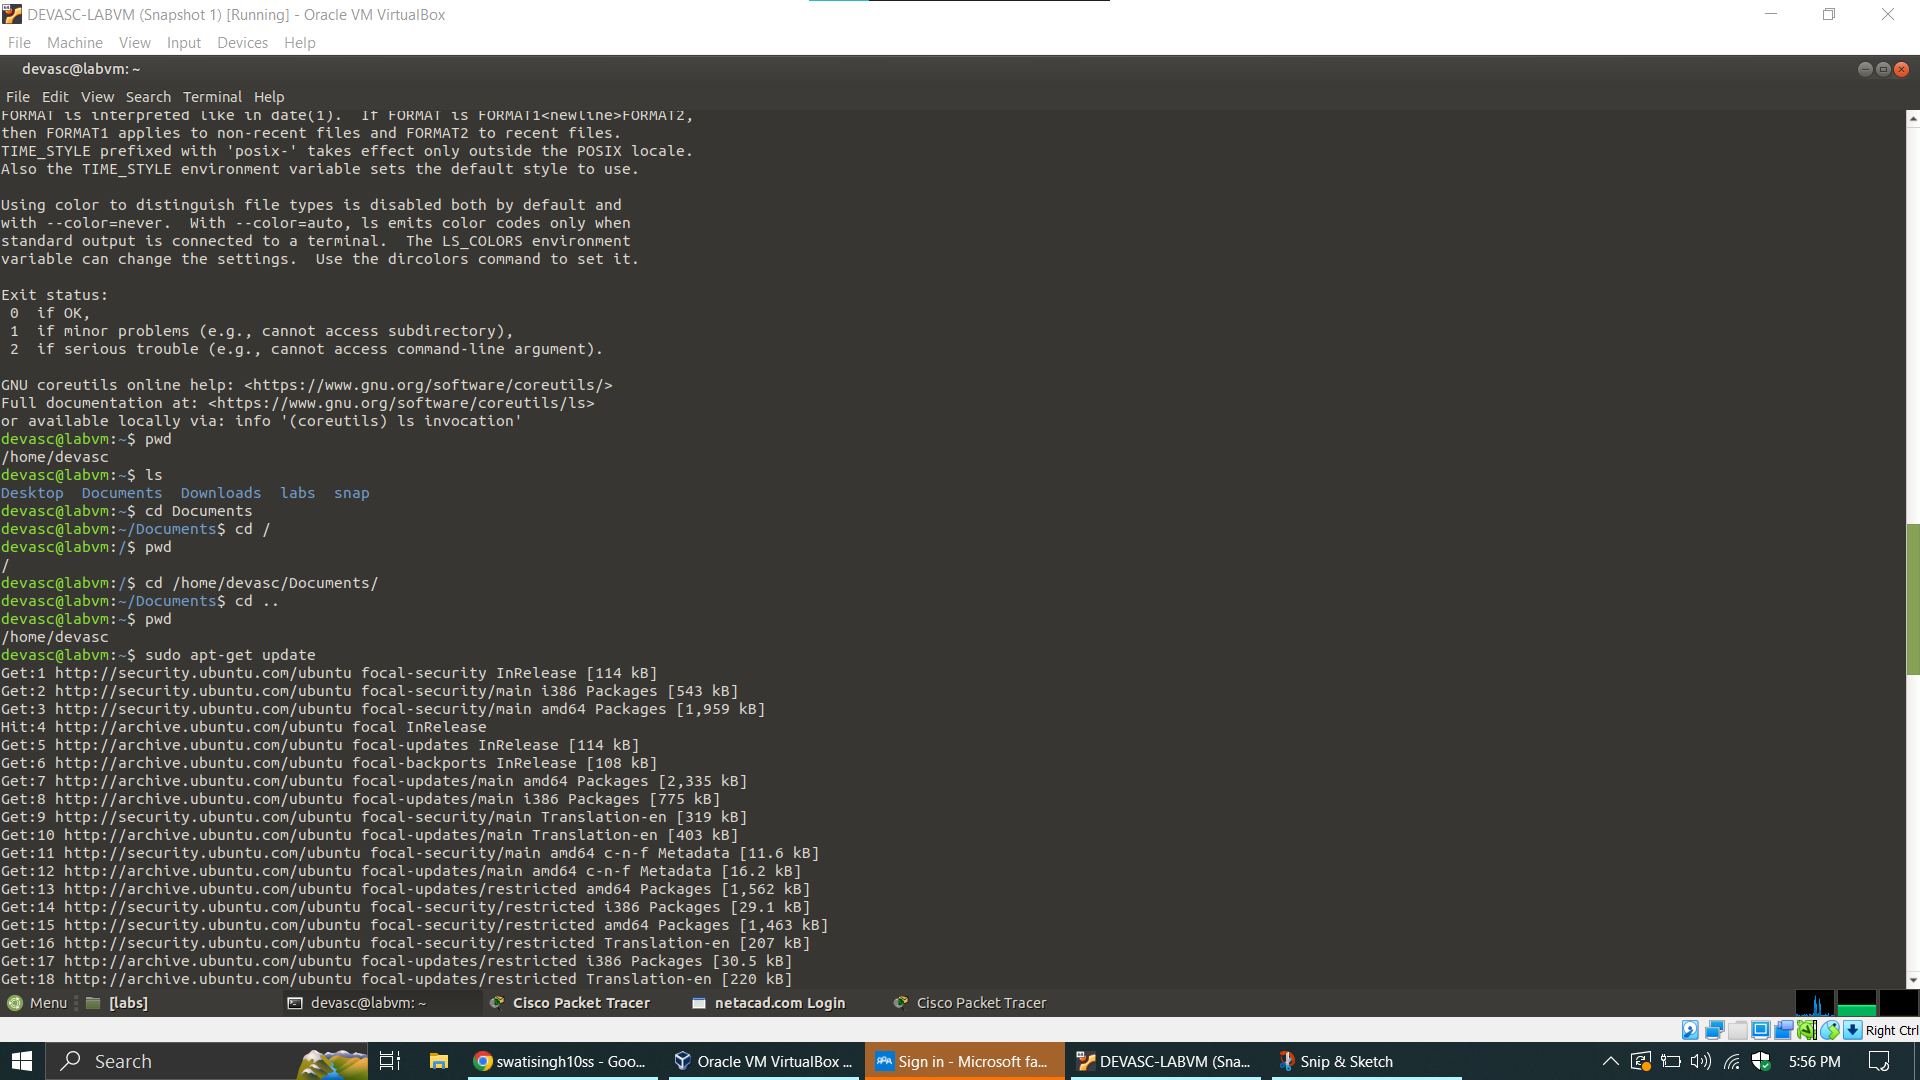 DEVASC-LABVM (Snapshot 1) [Running] - Oracle VM VirtualBox
File Machine View Input Devices Help
devasc@labvm: ~
File Edit View Search Terminal Help
FORMAT is interpreted like in date(1).  If FORMAT is FORMAT1<newline>FORMAT2,
then FORMAT1 applies to non-recent files and FORMAT2 to recent files.
TIME_STYLE prefixed with 'posix-' takes effect only outside the POSIX locale.
Also the TIME_STYLE environment variable sets the default style to use.
Using color to distinguish file types is disabled both by default and
with --color=never.  With --color=auto, ls emits color codes only when
standard output is connected to a terminal.  The LS_COLORS environment
variable can change the settings.  Use the dircolors command to set it.
Exit status:
 0  if OK,
 1  if minor problems (e.g., cannot access subdirectory),
 2  if serious trouble (e.g., cannot access command-line argument).
GNU coreutils online help: <https://www.gnu.org/software/coreutils/>
Full documentation at: <https://www.gnu.org/software/coreutils/ls>
or available locally via: info '(coreutils) ls invocation'
devasc@labvm:~$ pwd
/home/devasc
devasc@labvm:~$ ls
Desktop  Documents  Downloads  labs  snap
devasc@labvm:~$ cd Documents
devasc@labvm:~/Documents$ cd /
devasc@labvm:/$ pwd
/
devasc@labvm:/$ cd /home/devasc/Documents/
devasc@labvm:~/Documents$ cd ..
devasc@labvm:~$ pwd
/home/devasc
devasc@labvm:~$ sudo apt-get update
Get:1 http://security.ubuntu.com/ubuntu focal-security InRelease [114 kB]
Get:2 http://security.ubuntu.com/ubuntu focal-security/main i386 Packages [543 kB]
Get:3 http://security.ubuntu.com/ubuntu focal-security/main amd64 Packages [1,959 kB]
Hit:4 http://archive.ubuntu.com/ubuntu focal InRelease
Get:5 http://archive.ubuntu.com/ubuntu focal-updates InRelease [114 kB]
Get:6 http://archive.ubuntu.com/ubuntu focal-backports InRelease [108 kB]
Get:7 http://archive.ubuntu.com/ubuntu focal-updates/main amd64 Packages [2,335 kB]
Get:8 http://archive.ubuntu.com/ubuntu focal-updates/main i386 Packages [775 kB]
Get:9 http://security.ubuntu.com/ubuntu focal-security/main Translation-en [319 kB]
Get:10 http://archive.ubuntu.com/ubuntu focal-updates/main Translation-en [403 kB]
Get:11 http://security.ubuntu.com/ubuntu focal-security/main amd64 c-n-f Metadata [11.6 kB]
Get:12 http://archive.ubuntu.com/ubuntu focal-updates/main amd64 c-n-f Metadata [16.2 kB]
Get:13 http://archive.ubuntu.com/ubuntu focal-updates/restricted amd64 Packages [1,562 kB]
Get:14 http://security.ubuntu.com/ubuntu focal-security/restricted i386 Packages [29.1 kB]
Get:15 http://security.ubuntu.com/ubuntu focal-security/restricted amd64 Packages [1,463 kB]
Get:16 http://security.ubuntu.com/ubuntu focal-security/restricted Translation-en [207 kB]
Get:17 http://archive.ubuntu.com/ubuntu focal-updates/restricted i386 Packages [30.5 kB]
Get:18 http://archive.ubuntu.com/ubuntu focal-updates/restricted Translation-en [220 kB]
Menu [labs] devasc@labvm: ~ Cisco Packet Tracer netacad.com Login Cisco Packet Tracer
Right Ctrl
Search swatisingh10ss - Goo... Oracle VM VirtualBox ... Sign in - Microsoft fa... DEVASC-LABVM (Sna... Snip & Sketch 5:56 PM